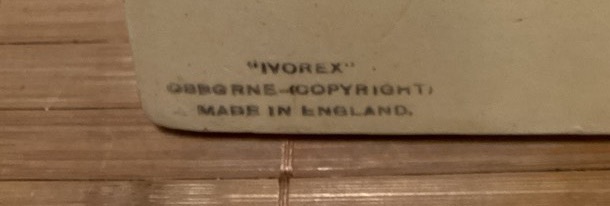 "IVOREX"
OSBORNE (COPYRIGHT)
MADE IN ENGLAND.